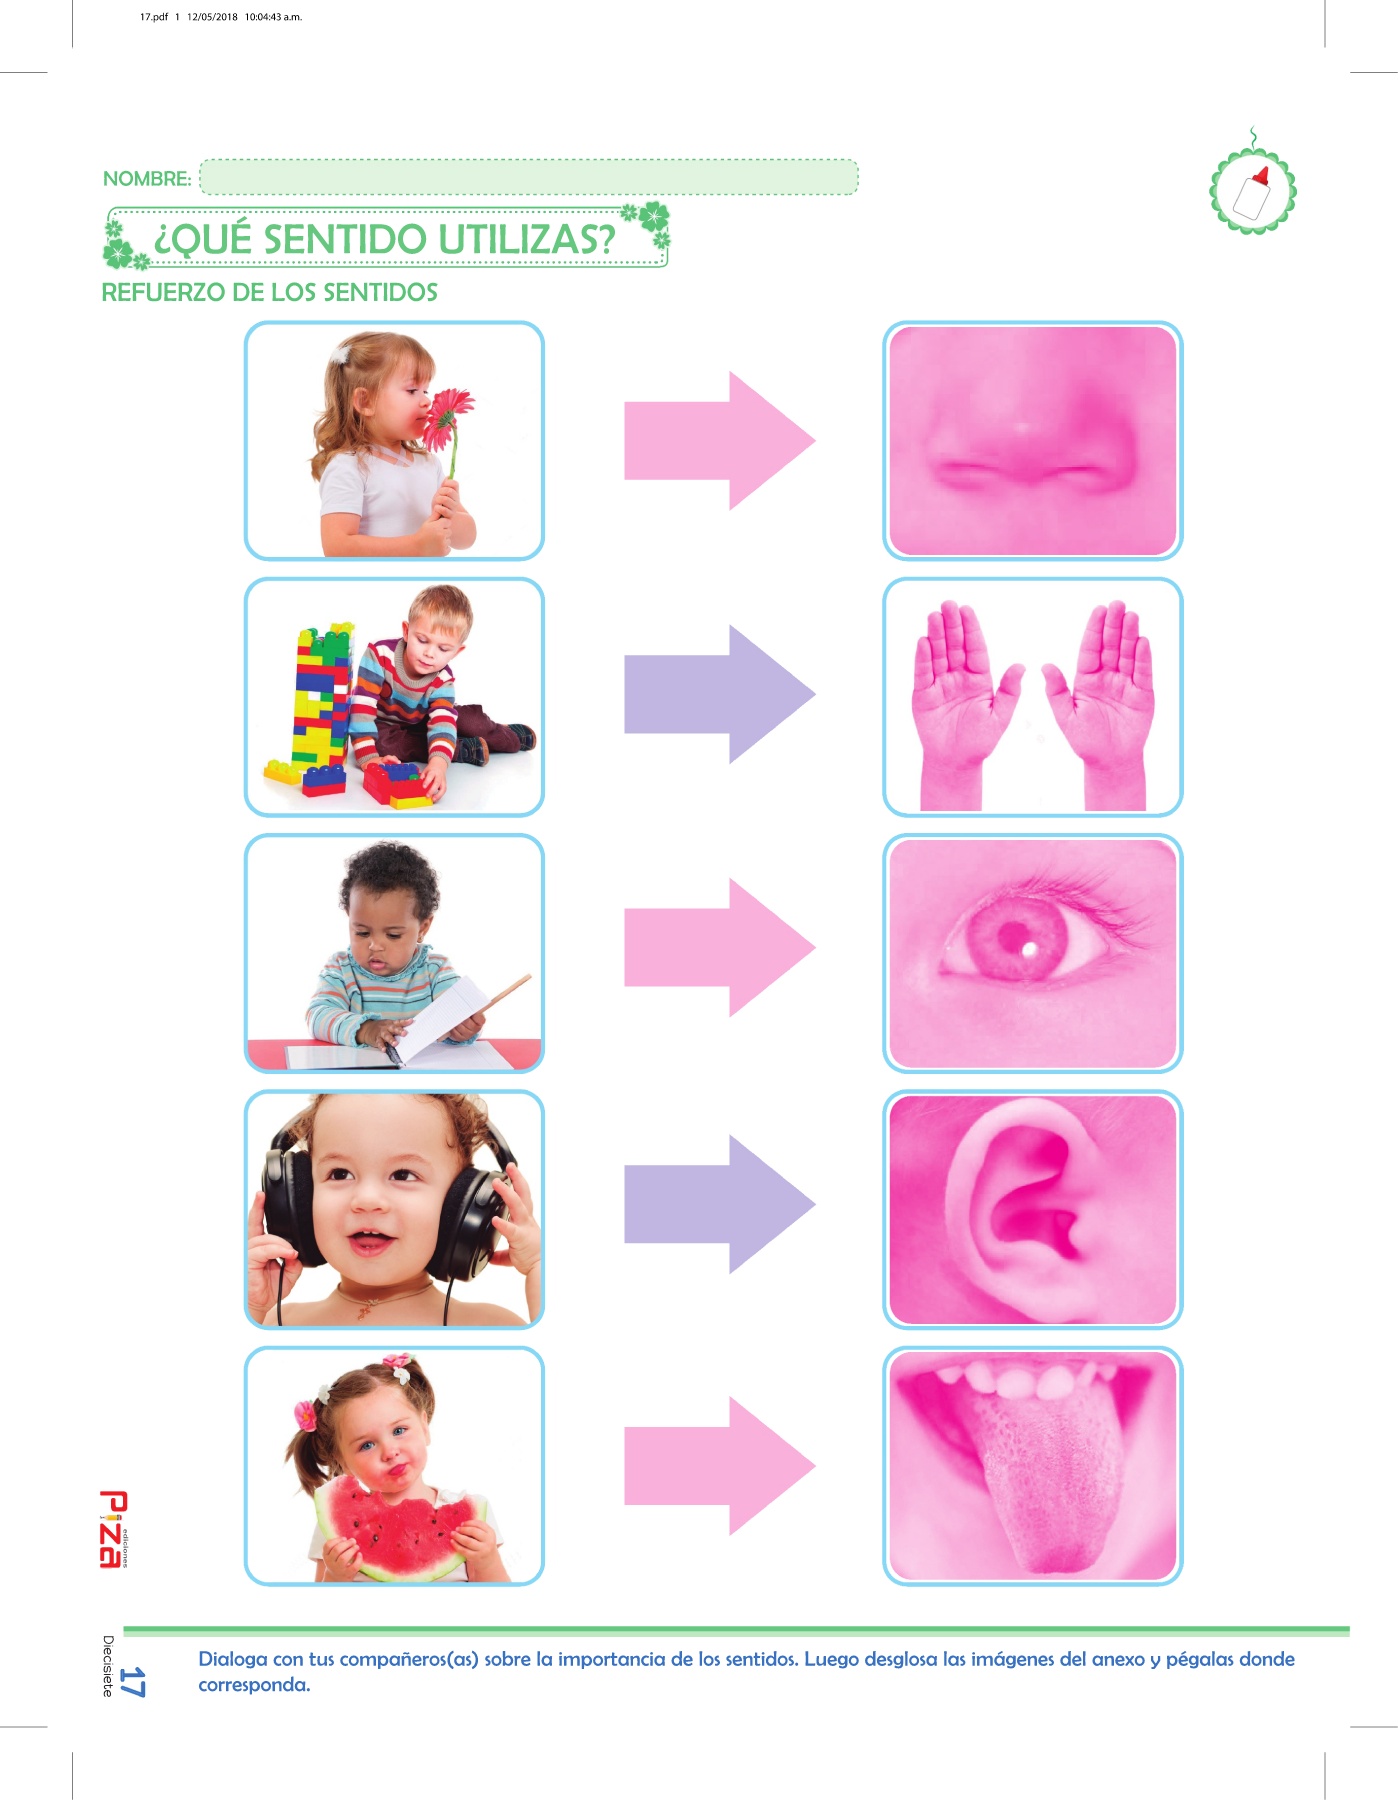 17.pdf 1 12/05/2018 10:04:43 a.m.
NOMBRE:
¿QUÉ SENTIDO UTILIZAS?
REFUERZO DE LOS SENTIDOS
Piza
ediciones
Diecisiete
17
Dialoga con tus compañeros(as) sobre la importancia de los sentidos. Luego desglosa las imágenes del anexo y pégalas donde
corresponda.